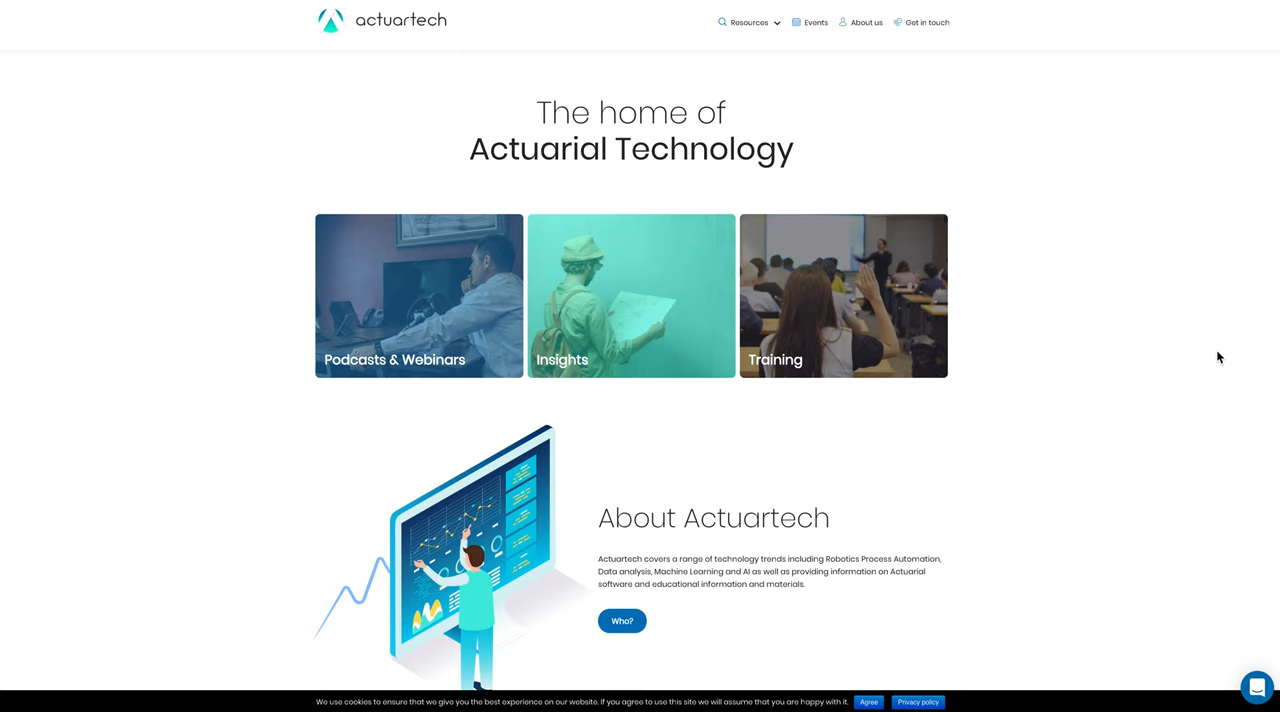 actuartech
Resources
Events
About us
Get in touch
The home of
Actuarial Technology
Podcasts & Webinars
Insights
Training
About Actuartech
Actuartech covers a range of technology trends including Robotics Process Automation,
Data analysis, Machine Learning and AI as well as providing information on Actuarial
software and educational information and materials.
Who?
We use cookies to ensure that we give you the best experience on our website. If you agree to use this site we will assume that you are happy with it.
Agree
Privacy policy